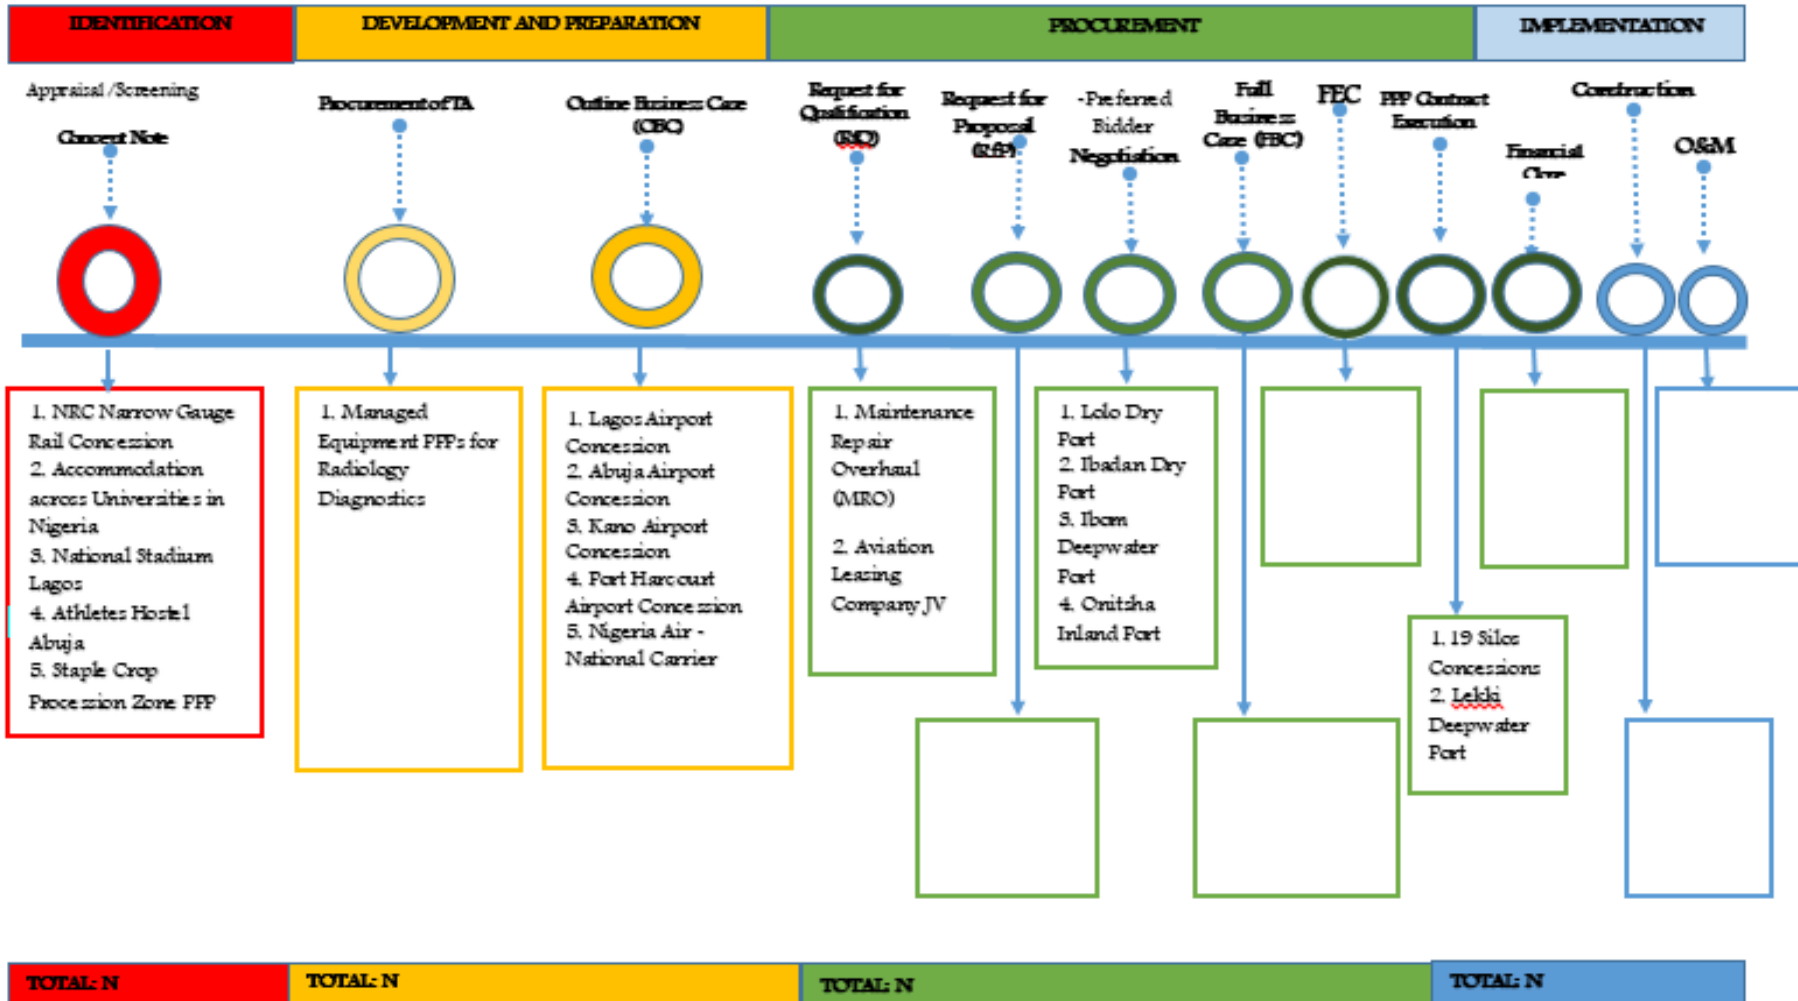 IDENTIFICATION
DEVELOPMENT AND PREPARATION
PROCUREMENT
IMPLEMENTATION
Appraisal /Screening
Concept Note
Procurement of TA
Outline Business Case
(OBC)
Request for
Qualification
(RfQ)
Request for
Proposal
(RfP)
-Preferred
Bidder
Negotiation
Full
Business
Case (FBC)
FEC
PPP Contract
Execution
Financial
Close
Construction
O&M
1. NRC Narrow Gauge
Rail Concession
2. Accommodation
across Universities in
Nigeria
3. National Stadium
Lagos
4. Athletes Hostel
Abuja
5. Staple Crop
Procession Zone PPP
1. Managed
Equipment PPPs for
Radiology
Diagnostics
1. Lagos Airport
Concession
2. Abuja Airport
Concession
3. Kano Airport
Concession
4. Port Harcourt
Airport Concession
5. Nigeria Air -
National Carrier
1. Maintenance
Repair
Overhaul
(MRO)
2. Aviation
Leasing
Company JV
1. Lolo Dry
Port
2. Ibadan Dry
Port
3. Ibom
Deepwater
Port
4. Onitsha
Inland Port
1. 19 Silos
Concessions
2. Lekki
Deepwater
Port
TOTAL: N
TOTAL: N
TOTAL: N
TOTAL: N